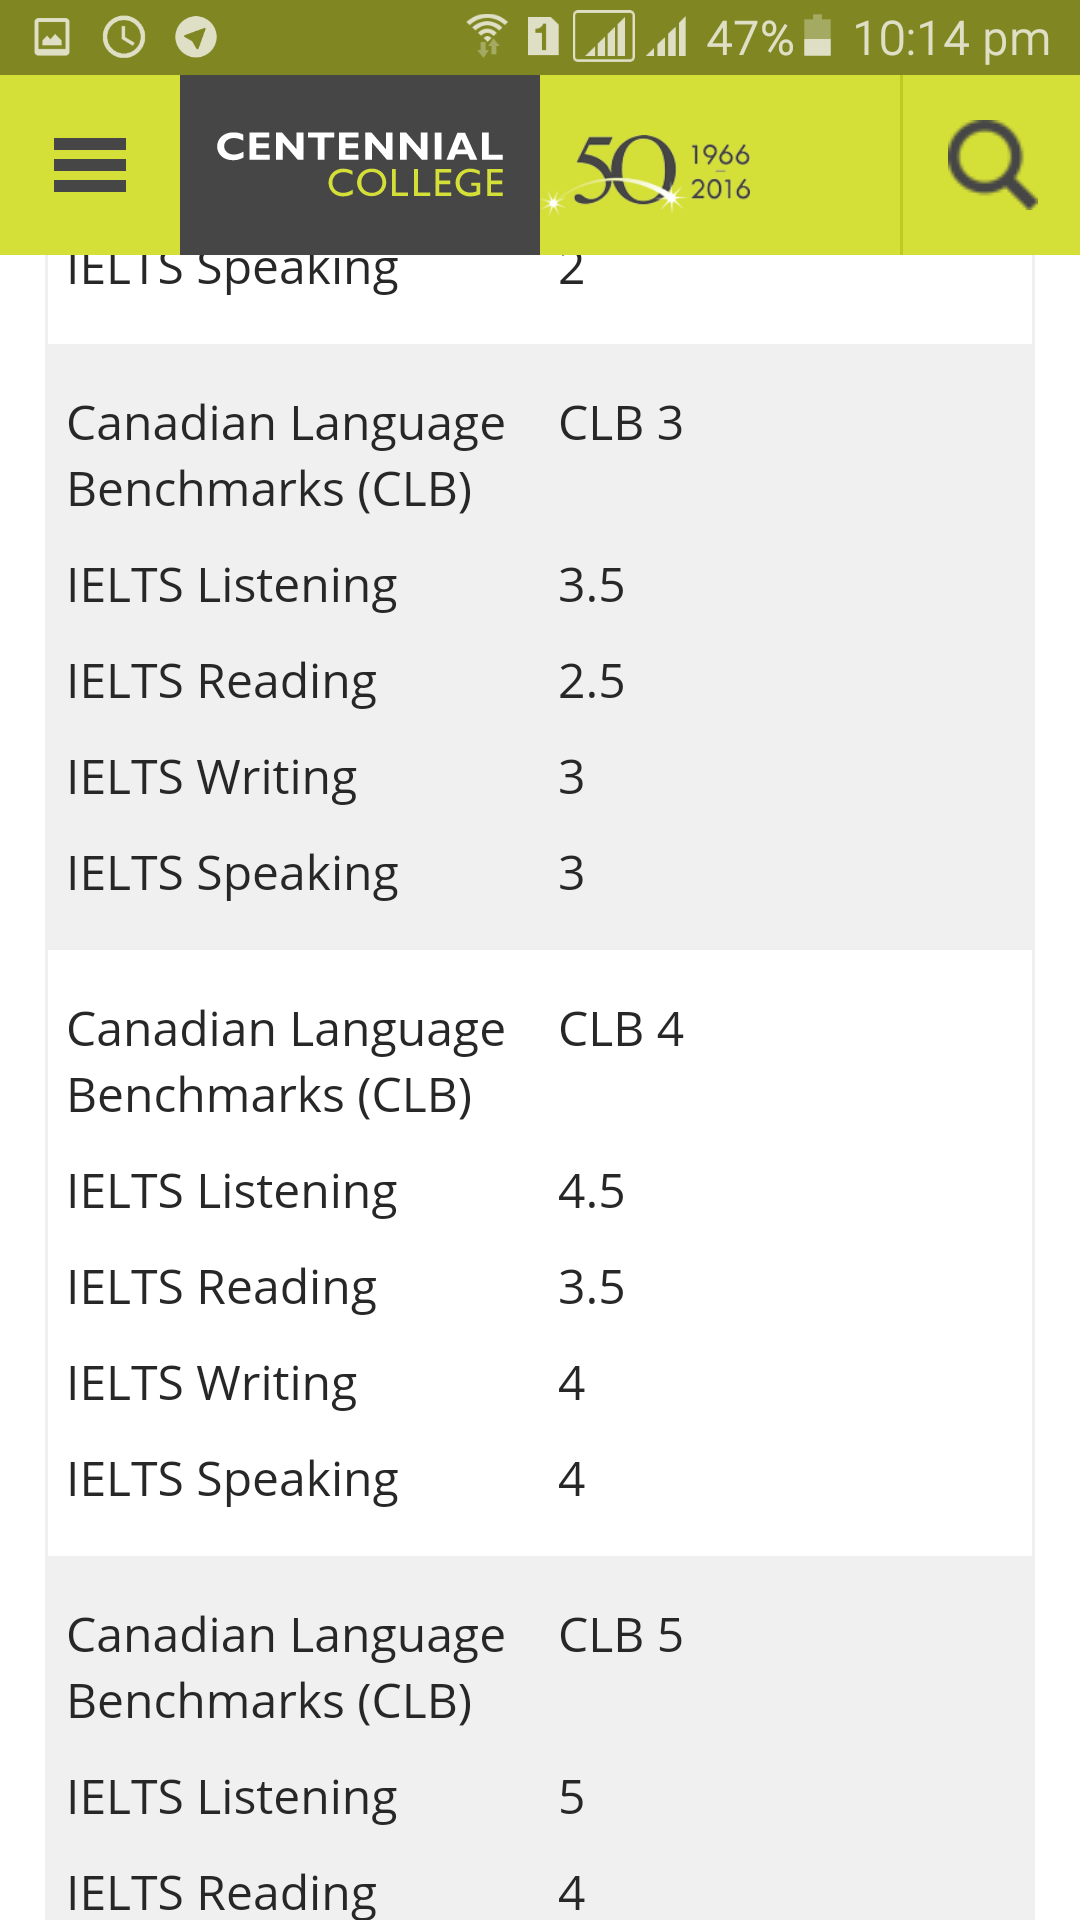 1 47% 10:14 pm
CENTENNIAL
COLLEGE
50 1966
2016
IELTS Speaking 2
Canadian Language CLB 3
Benchmarks (CLB)
IELTS Listening 3.5
IELTS Reading 2.5
IELTS Writing 3
IELTS Speaking 3
Canadian Language CLB 4
Benchmarks (CLB)
IELTS Listening 4.5
IELTS Reading 3.5
IELTS Writing 4
IELTS Speaking 4
Canadian Language CLB 5
Benchmarks (CLB)
IELTS Listening 5
IELTS Reading 4